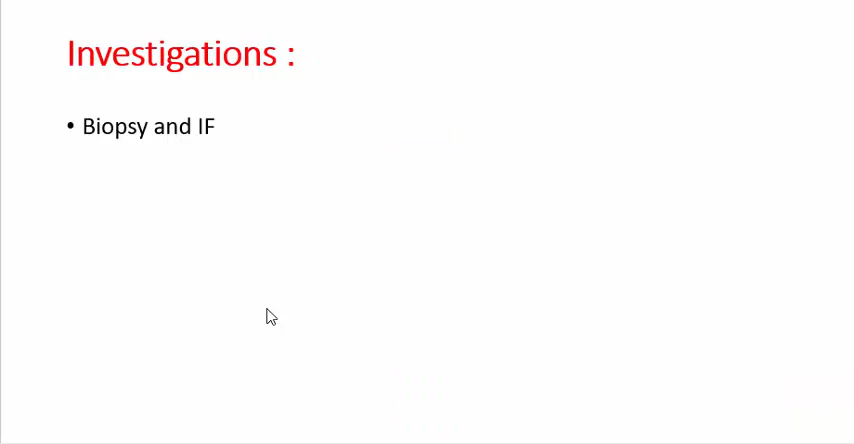 Investigations :
• Biopsy and IF